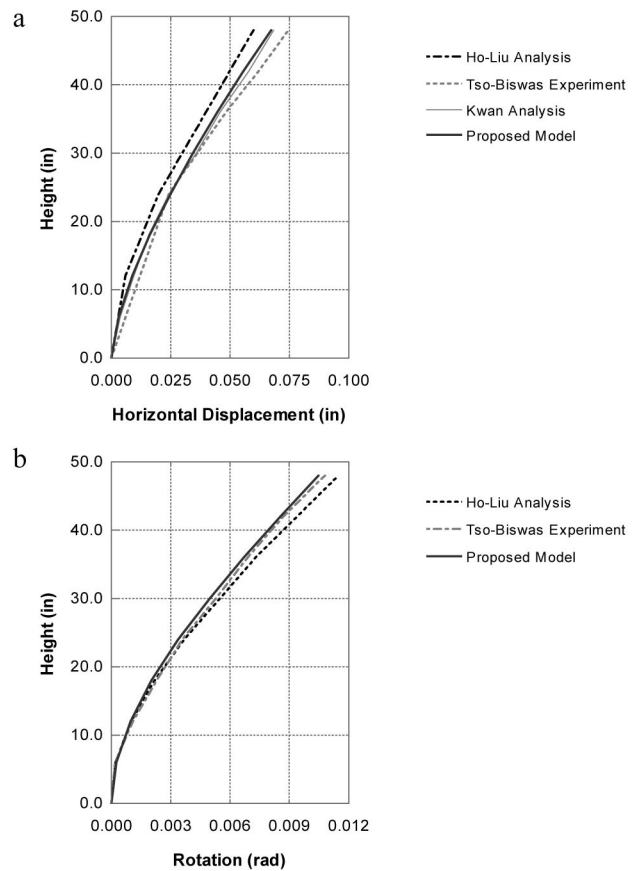 a
50.0
40.0
30.0
20.0
10.0
0.0
Height (in)
0.000 0.025 0.050 0.075 0.100
Horizontal Displacement (in)
Ho-Liu Analysis
Tso-Biswas Experiment
Kwan Analysis
Proposed Model
b
50.0
40.0
30.0
20.0
10.0
0.0
Height (in)
0.000 0.003 0.006 0.009 0.012
Rotation (rad)
Ho-Liu Analysis
Tso-Biswas Experiment
Proposed Model